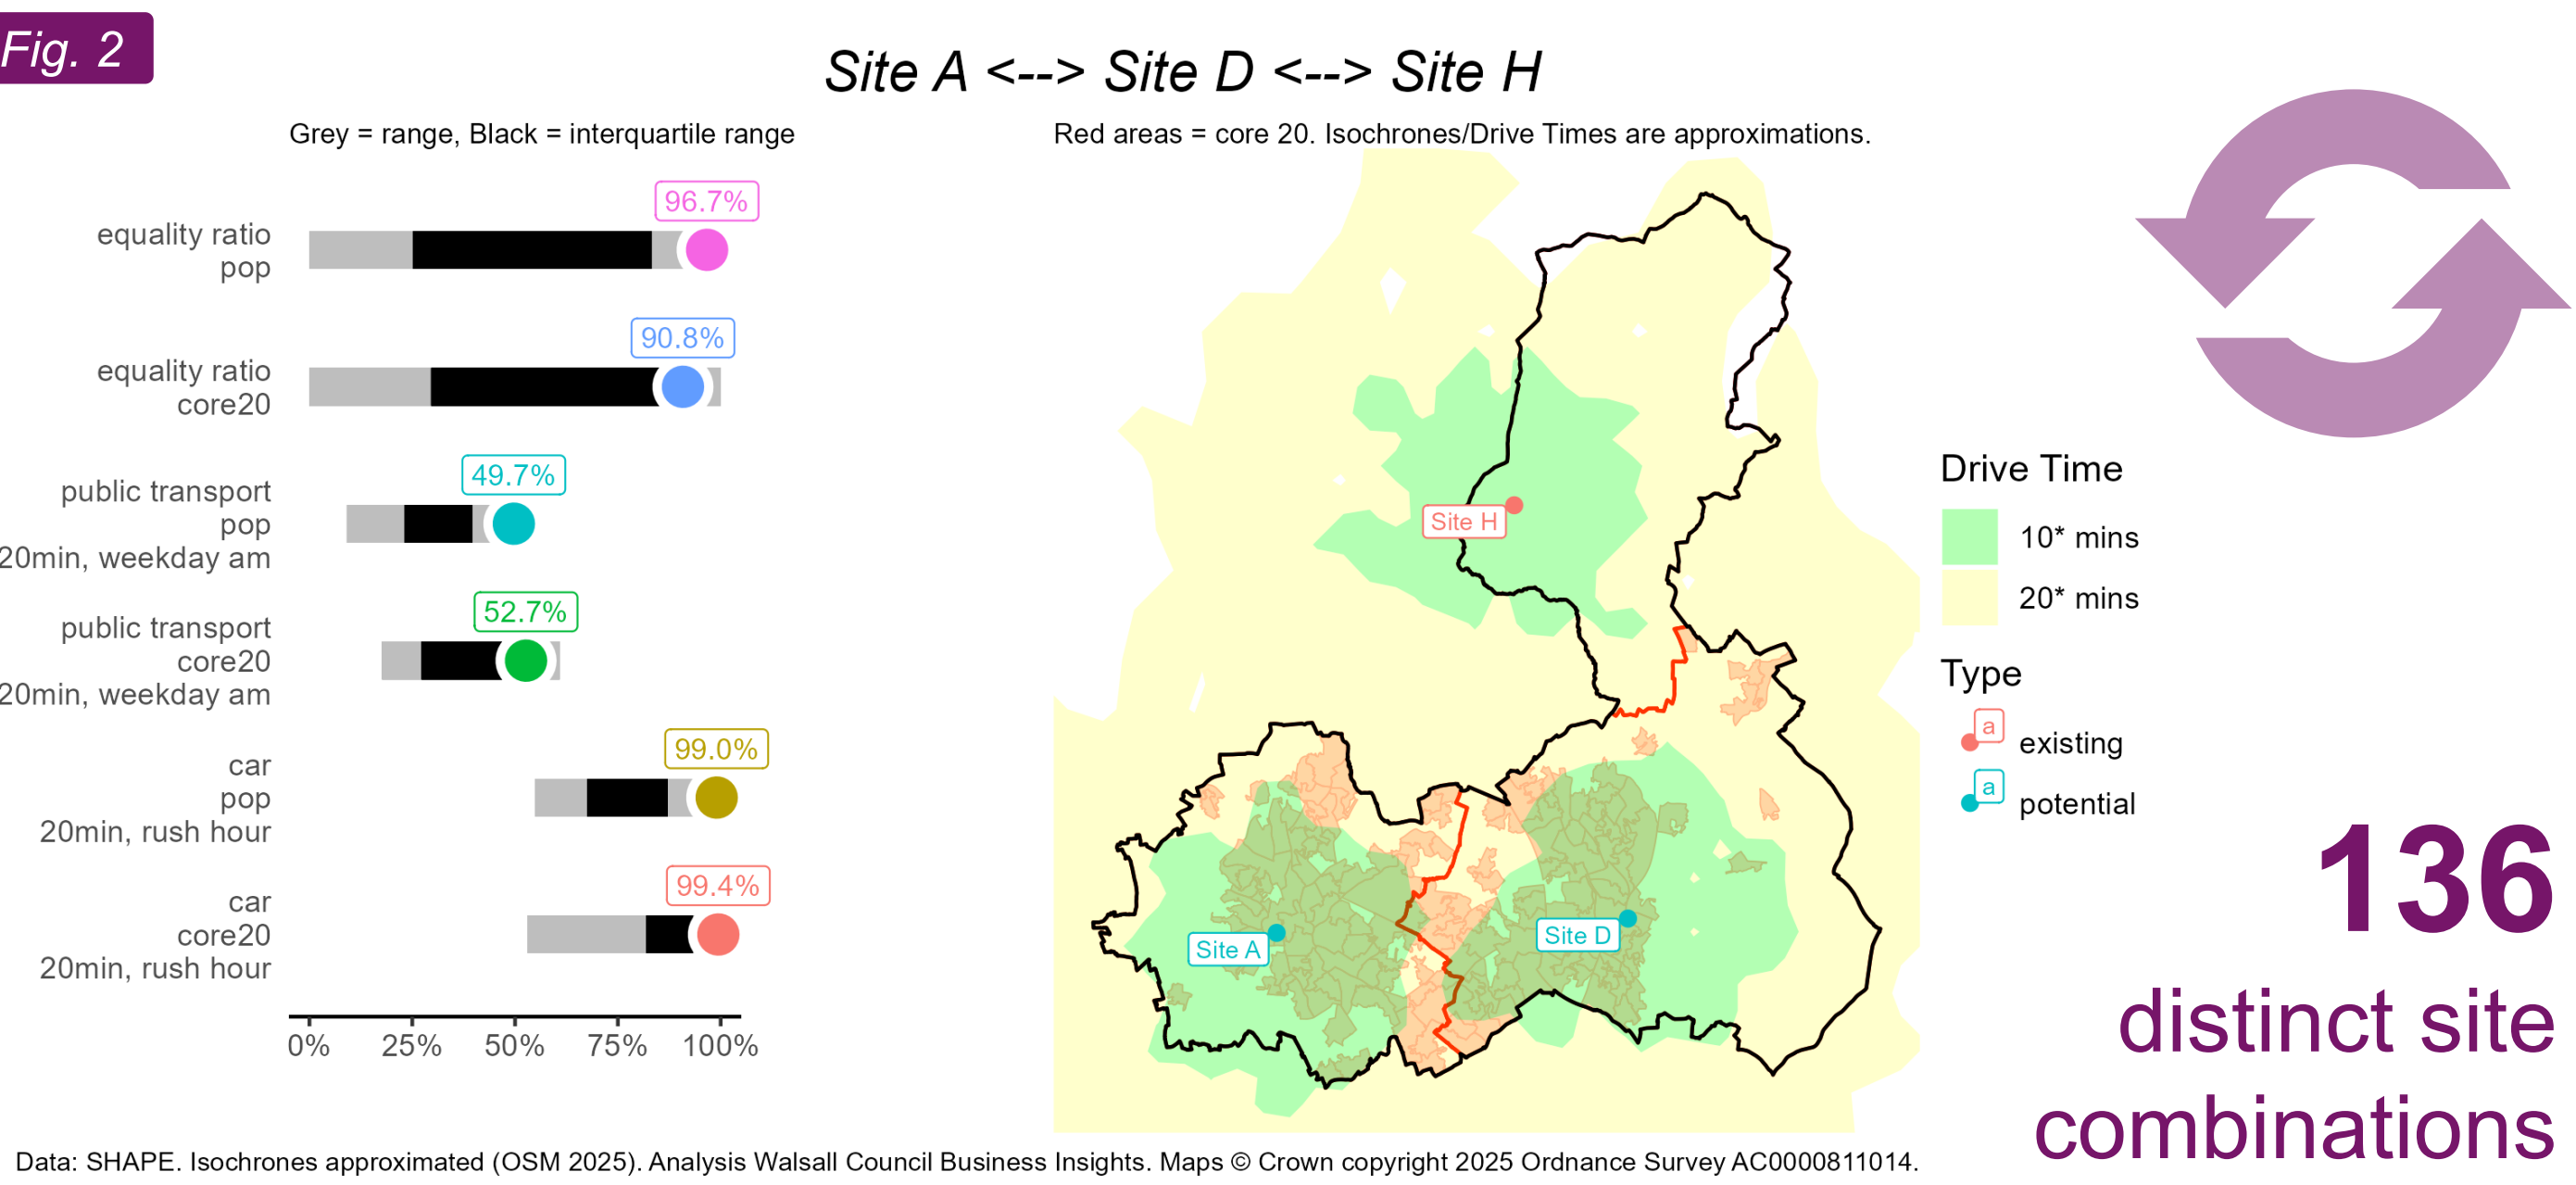 Fig. 2
Site A <--> Site D <--> Site H
Grey = range, Black = interquartile range
96.7%
equality ratio
pop
90.8%
equality ratio
core20
49.7%
public transport
pop
20min, weekday am
52.7%
public transport
core20
20min, weekday am
99.0%
car
pop
20min, rush hour
99.4%
car
core20
20min, rush hour
0% 25% 50% 75% 100%
Red areas = core 20. Isochrones/Drive Times are approximations.
Site H
Site A
Site D
Drive Time
10* mins
20* mins
Type
a existing
a potential
136
distinct site
combinations
Data: SHAPE. Isochrones approximated (OSM 2025). Analysis Walsall Council Business Insights. Maps © Crown copyright 2025 Ordnance Survey AC0000811014.